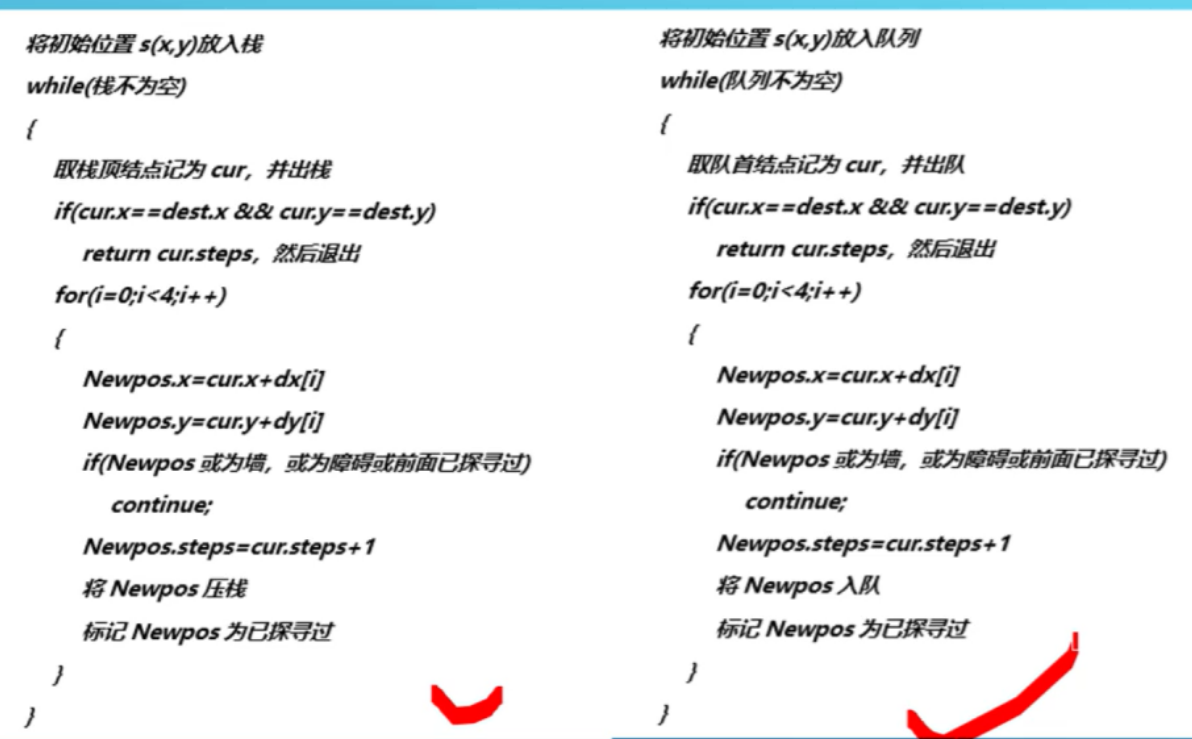 将初始位置 s(x,y)放入栈
while(栈不为空)
{
取栈顶结点记为 cur，并出栈
if(cur.x==dest.x && cur.y==dest.y)
return cur.steps，然后退出
for(i=0;i<4;i++)
{
Newpos.x=cur.x+dx[i]
Newpos.y=cur.y+dy[i]
if(Newpos 或为墙，或为障碍或前面已探寻过)
continue;
Newpos.steps=cur.steps+1
将 Newpos 压栈
标记 Newpos 为已探寻过
}
}
将初始位置 s(x,y)放入队列
while(队列不为空)
{
取队首结点记为 cur，并出队
if(cur.x==dest.x && cur.y==dest.y)
return cur.steps，然后退出
for(i=0;i<4;i++)
{
Newpos.x=cur.x+dx[i]
Newpos.y=cur.y+dy[i]
if(Newpos 或为墙，或为障碍或前面已探寻过)
continue;
Newpos.steps=cur.steps+1
将 Newpos 入队
标记 Newpos 为已探寻过
}
}